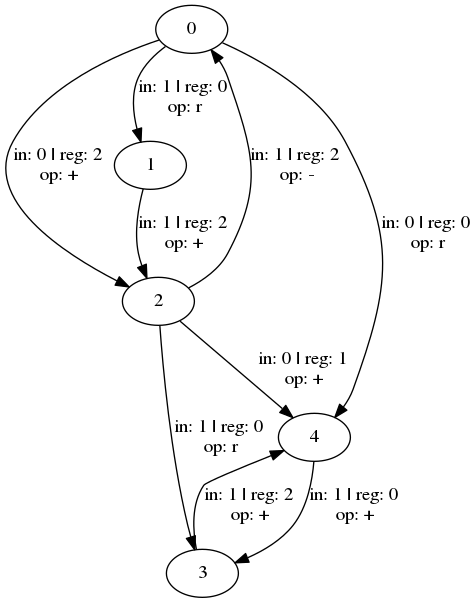 0
in: 1 | reg: 0
op: r
in: 0 | reg: 2
op: +
1
in: 1 | reg: 2
op: -
in: 1 | reg: 2
op: +
in: 0 | reg: 0
op: r
2
in: 0 | reg: 1
op: +
in: 1 | reg: 0
op: r
4
in: 1 | reg: 2
op: +
in: 1 | reg: 0
op: +
3